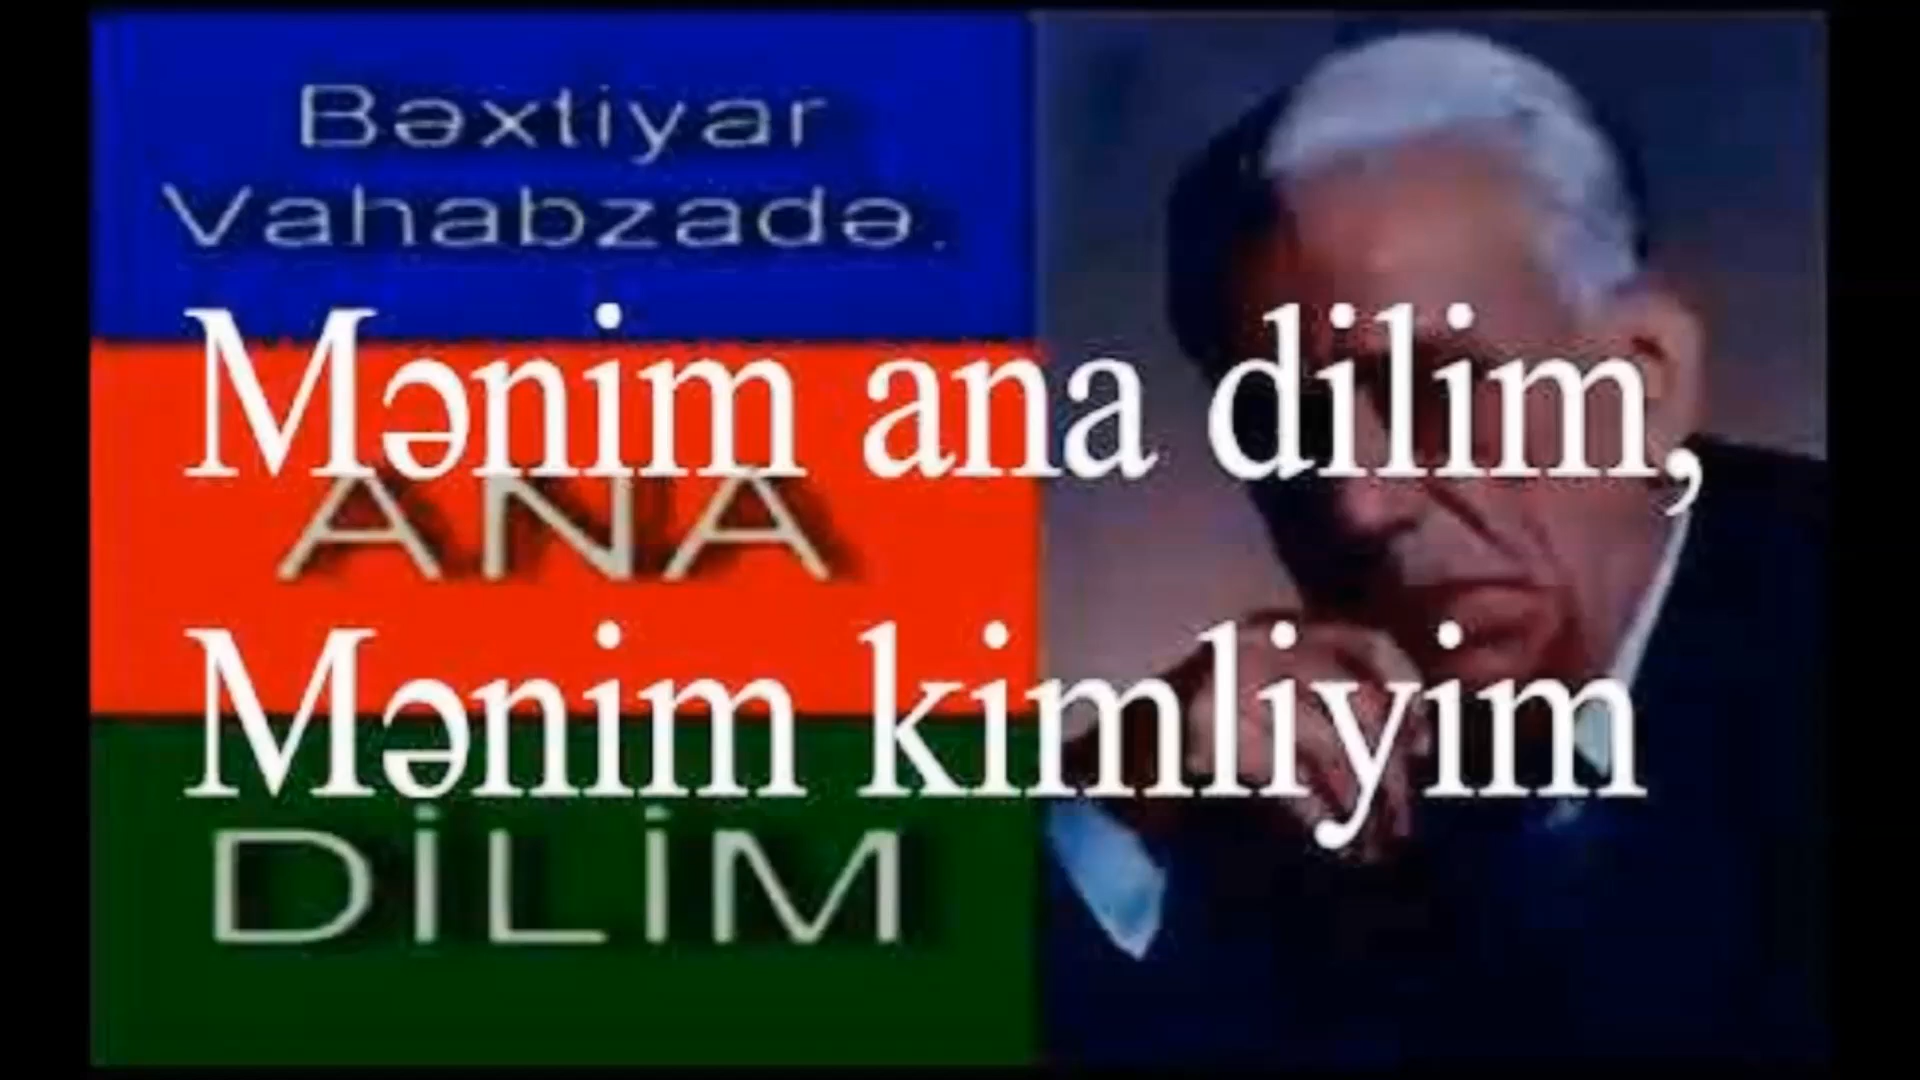 Bəxtiyar
Vahabzadə.
Mənim ana dilim,
ANA
Mənim kimliyim
DİLİM